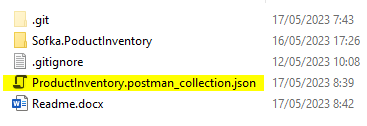 .git 17/05/2023 7:43
Sofka.PoductInventory 16/05/2023 17:26
.gitignore 12/05/2023 10:08
ProductInventory.postman_collection.json 17/05/2023 8:39
Readme.docx 17/05/2023 8:42